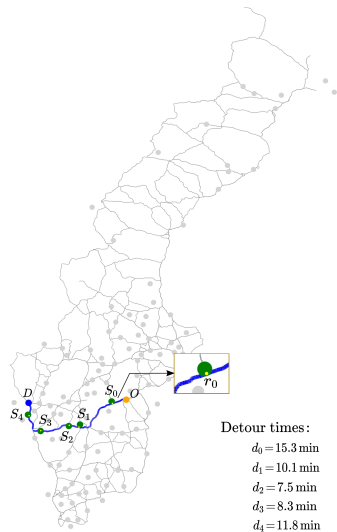 S₀
O
r₀
D
S₄
S₃
S₂
S₁
Detour times:
d₀=15.3 min
d₁=10.1 min
d₂=7.5 min
d₃=8.3 min
d₄=11.8 min